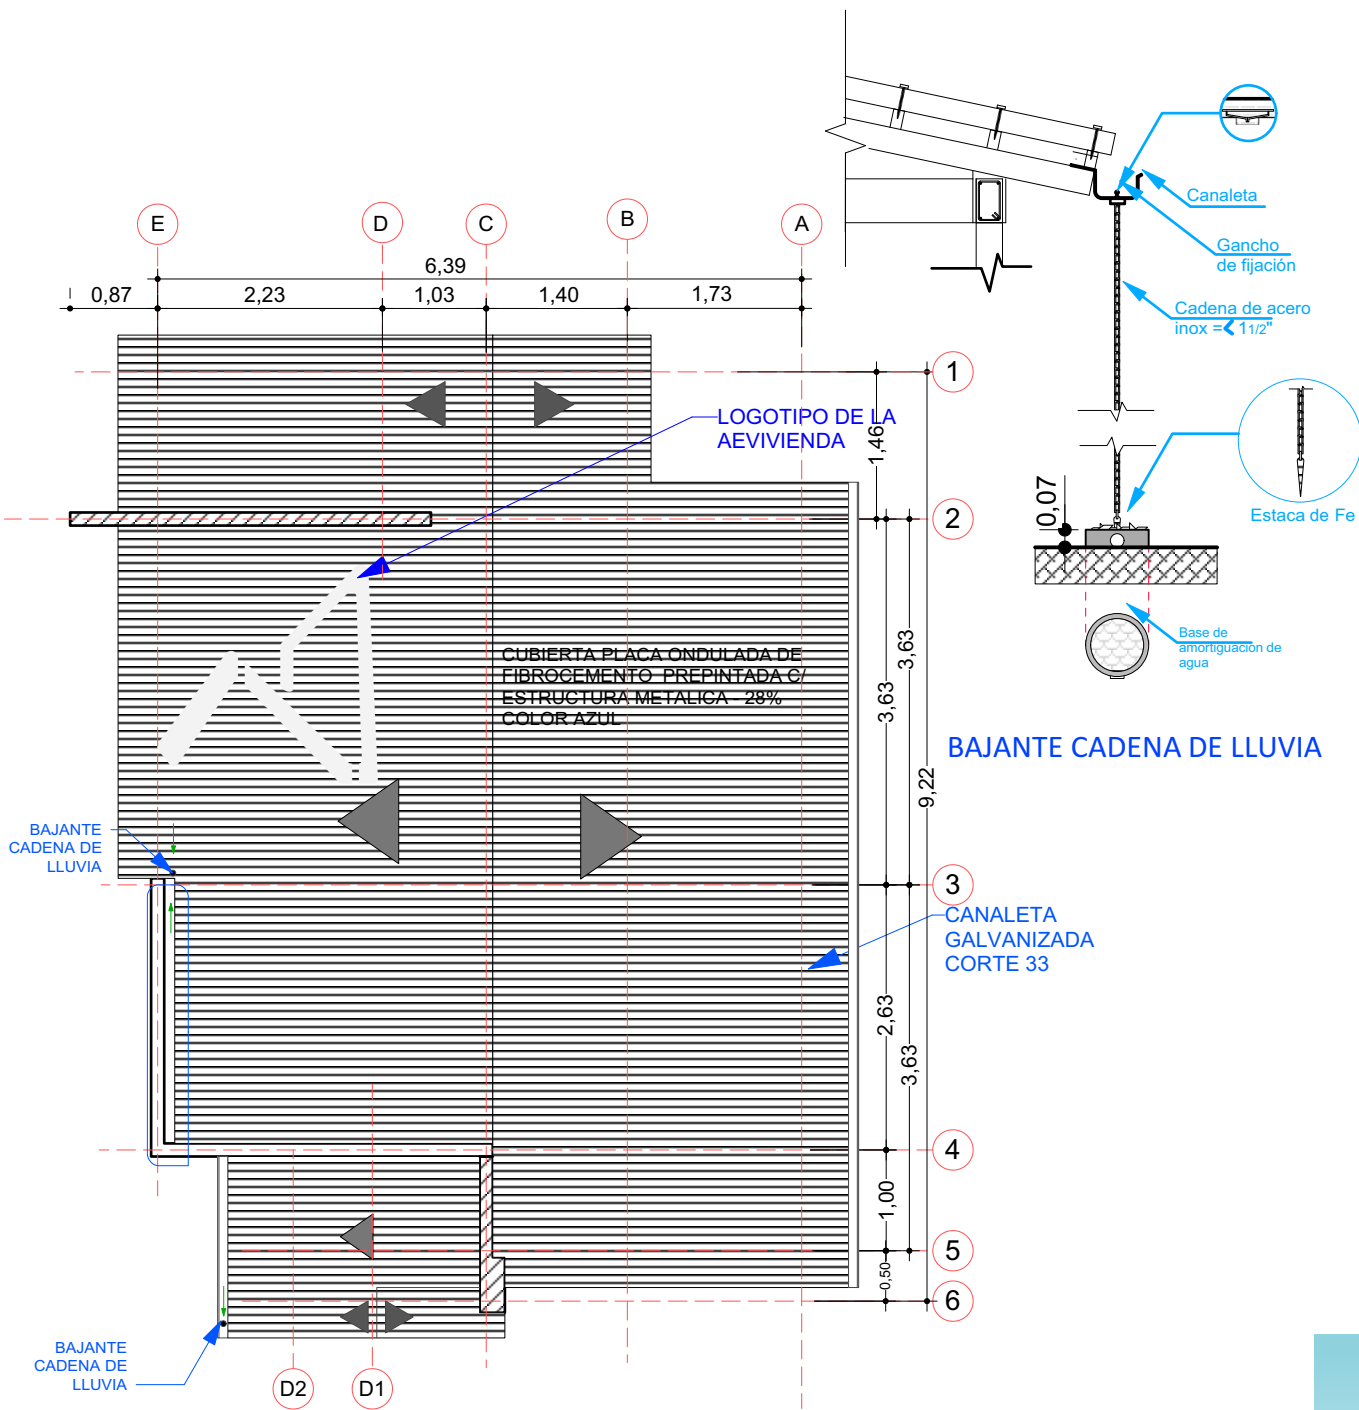 E
D
C
B
A
6,39
0,87
2,23
1,03
1,40
1,73
Canaleta
Gancho
de fijación
Cadena de acero
inox = 1 1/2"
Estaca de Fe
0,07
Base de
amortiguación de
agua
BAJANTE CADENA DE LLUVIA
1
2
3
4
5
6
1,46
3,63
3,63
9,22
2,63
3,63
1,00
0,50
LOGOTIPO DE LA
AEVIVIENDA
CUBIERTA PLACA ONDULADA DE
FIBROCEMENTO PREPINTADA C/
ESTRUCTURA METALICA - 28%
COLOR AZUL
BAJANTE
CADENA DE
LLUVIA
CANALETA
GALVANIZADA
CORTE 33
BAJANTE
CADENA DE
LLUVIA
D2
D1